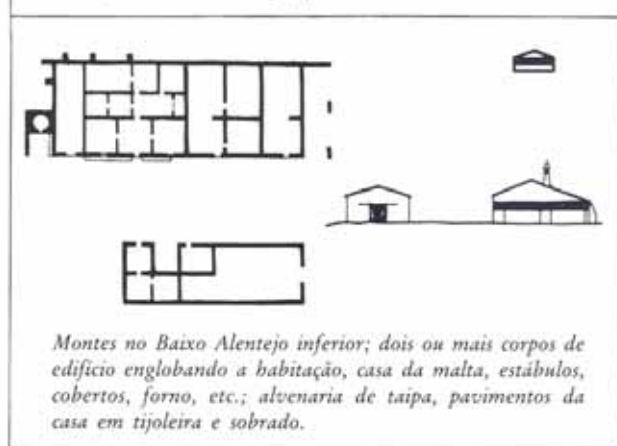 Montes no Baixo Alentejo inferior; dois ou mais corpos de
edifício englobando a habitação, casa da malta, estábulos,
cobertos, forno, etc.; alvenaria de taipa, pavimentos da
casa em tijoleira e sobrado.